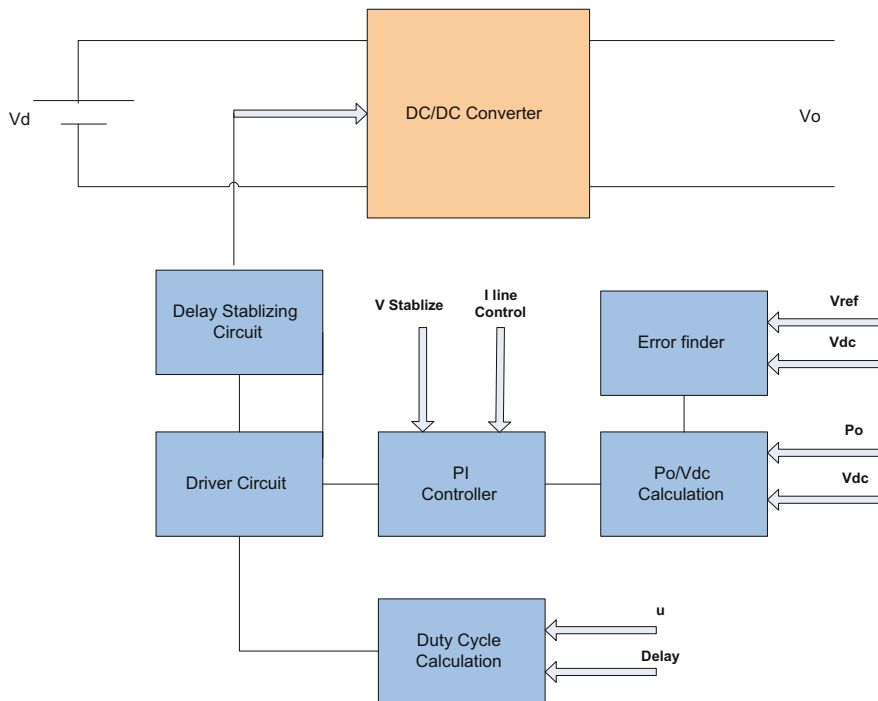 DC/DC Converter
Vd
Vo
Delay Stablizing
Circuit
V Stablize
I line
Control
Error finder
Vref
Vdc
Driver Circuit
PI
Controller
Po/Vdc
Calculation
Po
Vdc
Duty Cycle
Calculation
u
Delay